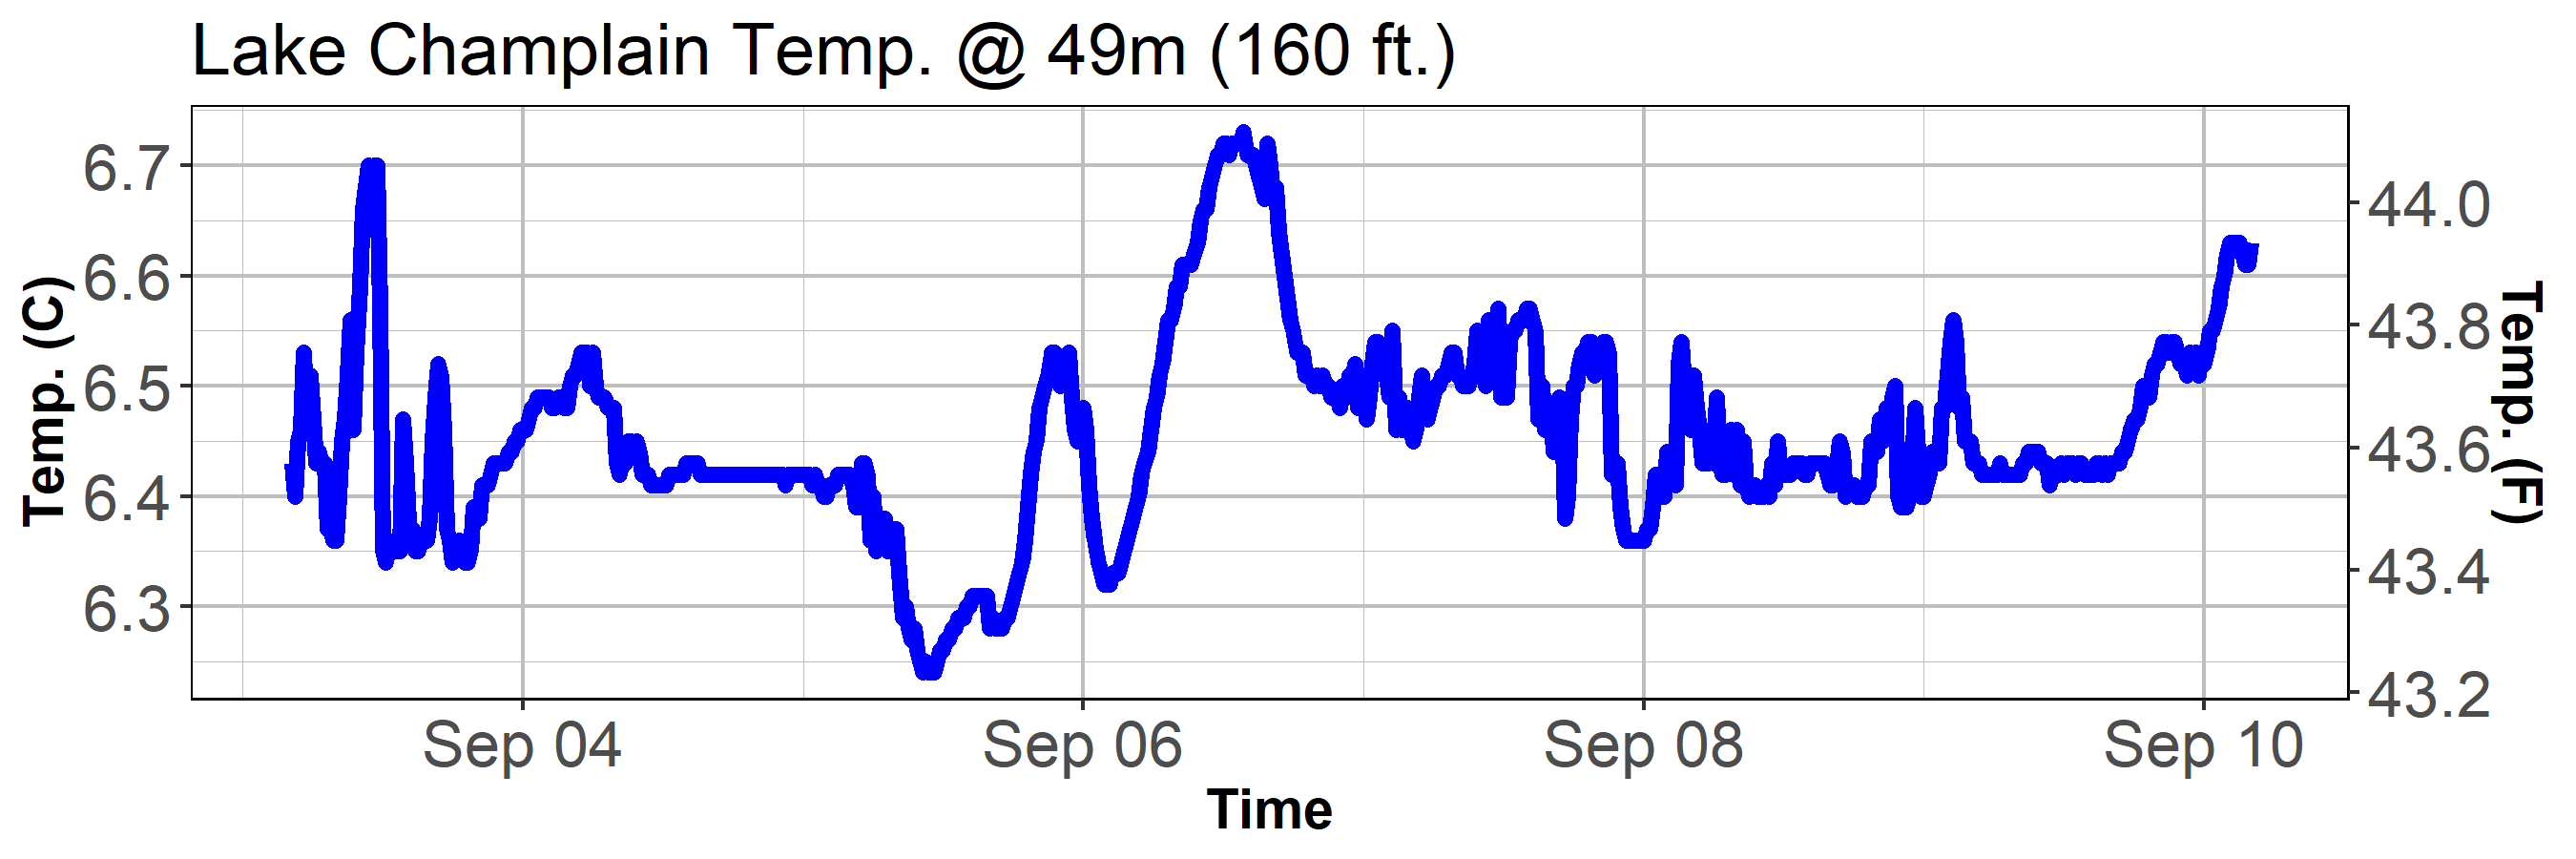 Lake Champlain Temp. @ 49m (160 ft.)
Temp. (C)
6.7
6.6
6.5
6.4
6.3
44.0
43.8
43.6
43.4
43.2
Temp. (F)
Sep 04
Sep 06
Sep 08
Sep 10
Time